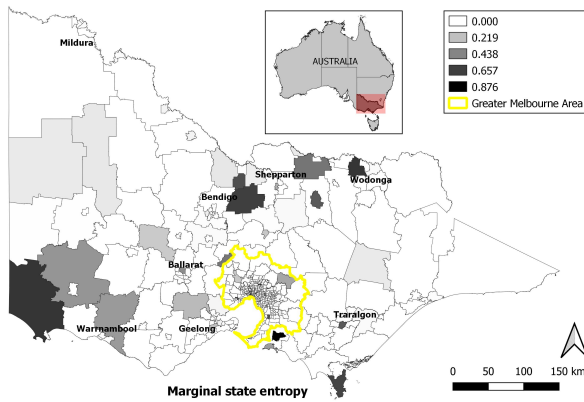 Mildura
AUSTRALIA
0.000
0.219
0.438
0.657
0.876
Greater Melbourne Area
Shepparton
Wodonga
Bendigo
Ballarat
Warrnambool
Geelong
Traralgon
Marginal state entropy
0 50 100 150 km